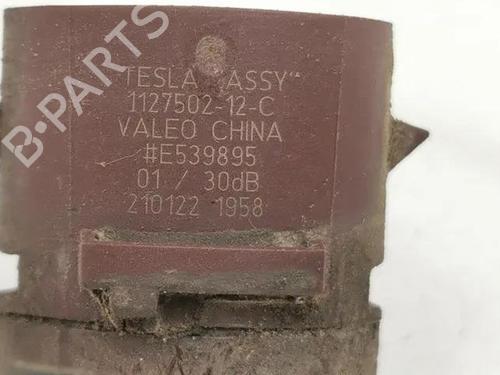 B-PARTS
"TESLA ASSY"
1127502-12-C
VALEO CHINA
#E539895
01 / 30dB
210122 1958